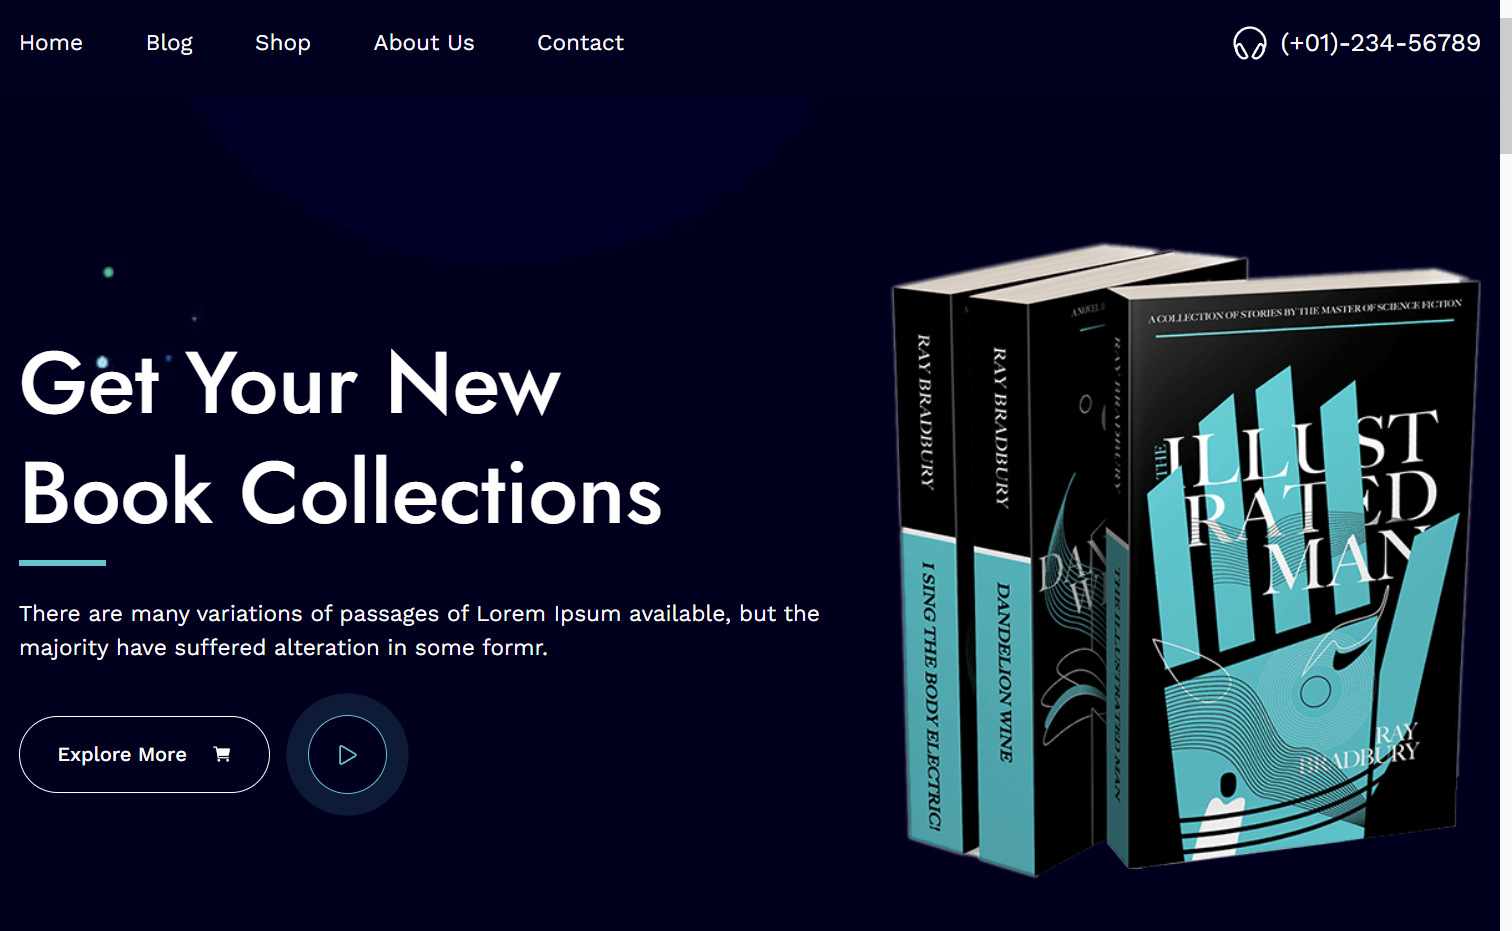 Home Blog Shop About Us Contact (+01)-234-56789
Get Your New
Book Collections
There are many variations of passages of Lorem Ipsum available, but the
majority have suffered alteration in some formr.
Explore More
RAY BRADBURY
I SING THE BODY ELECTRIC!
RAY BRADBURY
DANDELION WINE
A NOVEL
DAN
W
RAY BRADBURY
THE ILLUSTRATED MAN
A COLLECTION OF STORIES BY THE MASTER OF SCIENCE FICTION
THE
ILLUST
RATED
MAN
RAY
BRADBURY